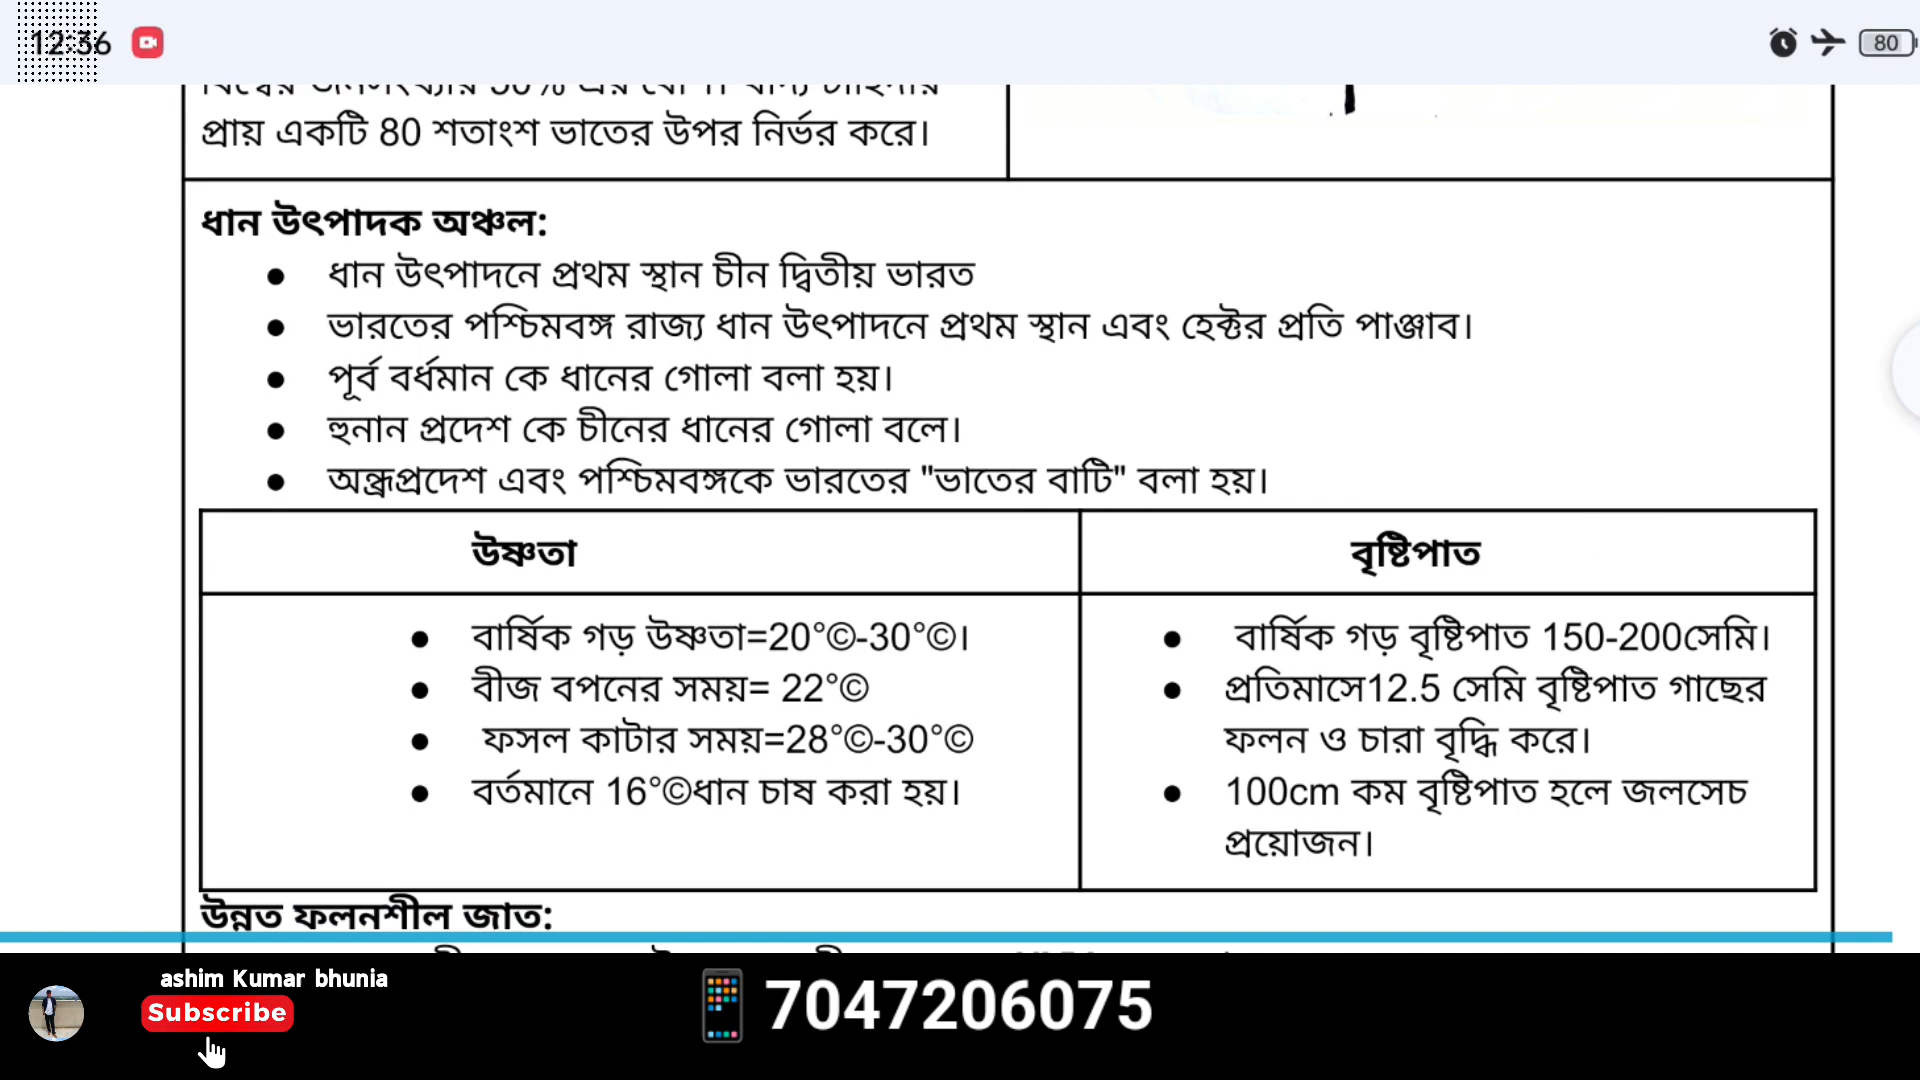 12:36
80
প্রায় একটি 80 শতাংশ ভাতের উপর নির্ভর করে।
ধান উৎপাদক অঞ্চল:
● ধান উৎপাদনে প্রথম স্থান চীন দ্বিতীয় ভারত
● ভারতের পশ্চিমবঙ্গ রাজ্য ধান উৎপাদনে প্রথম স্থান এবং হেক্টর প্রতি পাঞ্জাব।
● পূর্ব বর্ধমান কে ধানের গোলা বলা হয়।
● হুনান প্রদেশ কে চীনের ধানের গোলা বলে।
● অন্ধ্রপ্রদেশ এবং পশ্চিমবঙ্গকে ভারতের "ভাতের বাটি" বলা হয়।
উষ্ণতা
● বার্ষিক গড় উষ্ণতা=20°©-30°©।
● বীজ বপনের সময়= 22°©
● ফসল কাটার সময়=28°©-30°©
● বর্তমানে 16°©ধান চাষ করা হয়।
বৃষ্টিপাত
● বার্ষিক গড় বৃষ্টিপাত 150-200সেমি।
● প্রতিমাসে12.5 সেমি বৃষ্টিপাত গাছের
ফলন ও চারা বৃদ্ধি করে।
● 100cm কম বৃষ্টিপাত হলে জলসেচ
প্রয়োজন।
উন্নত ফলনশীল জাত:
ashim Kumar bhunia
Subscribe
7047206075